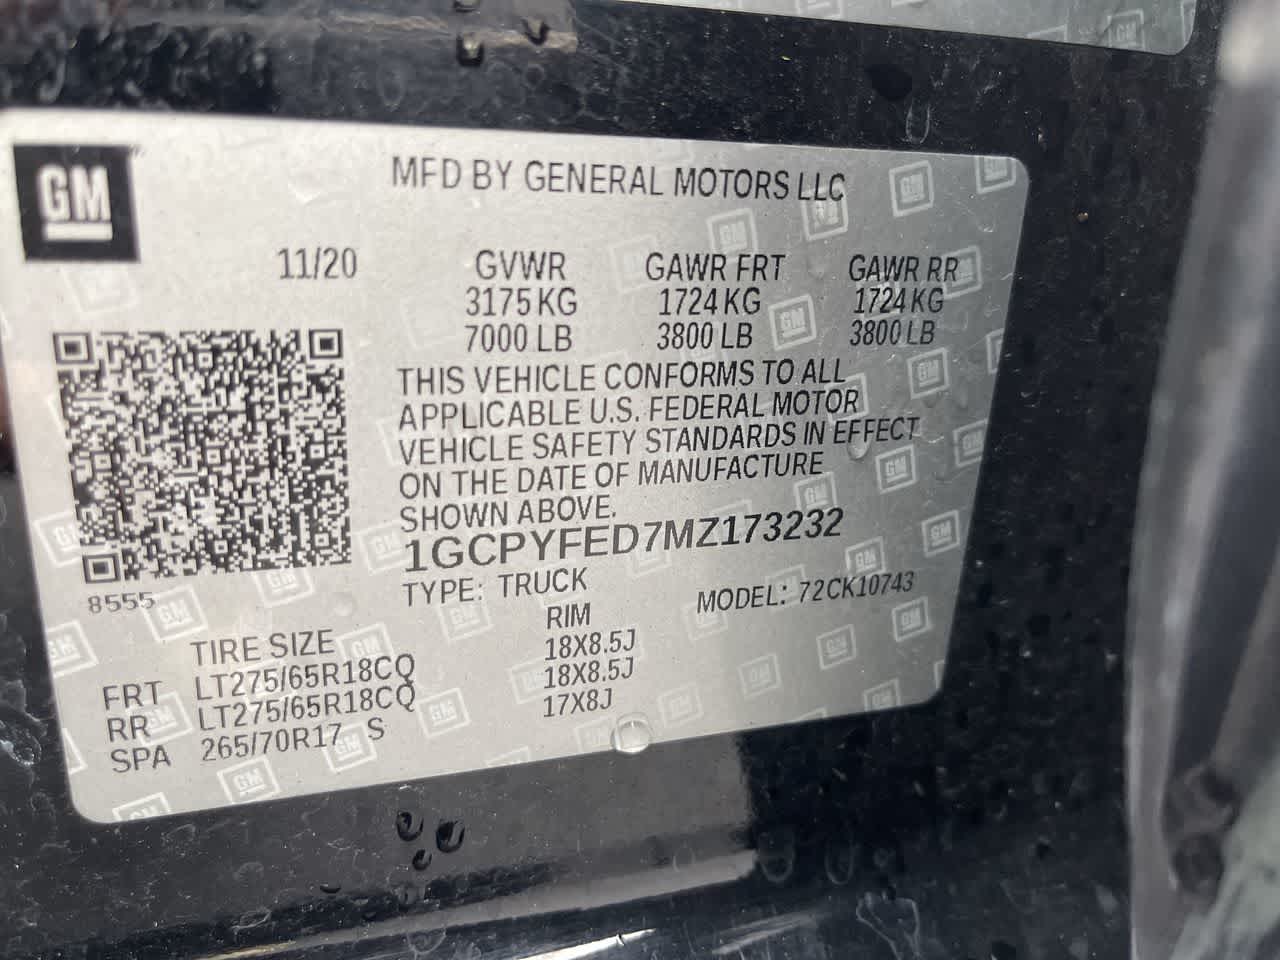 GM
MFD BY GENERAL MOTORS LLC
11/20 GVWR GAWR FRT GAWR RR
3175 KG 1724 KG 1724 KG
7000 LB 3800 LB 3800 LB
THIS VEHICLE CONFORMS TO ALL
APPLICABLE U.S. FEDERAL MOTOR
VEHICLE SAFETY STANDARDS IN EFFECT
ON THE DATE OF MANUFACTURE
SHOWN ABOVE.
1GCPYFED7MZ173232
8555
TYPE: TRUCK MODEL: 72CK10743
TIRE SIZE RIM
FRT LT275/65R18CQ 18X8.5J
RR LT275/65R18CQ 18X8.5J
SPA 265/70R17 S 17X8J